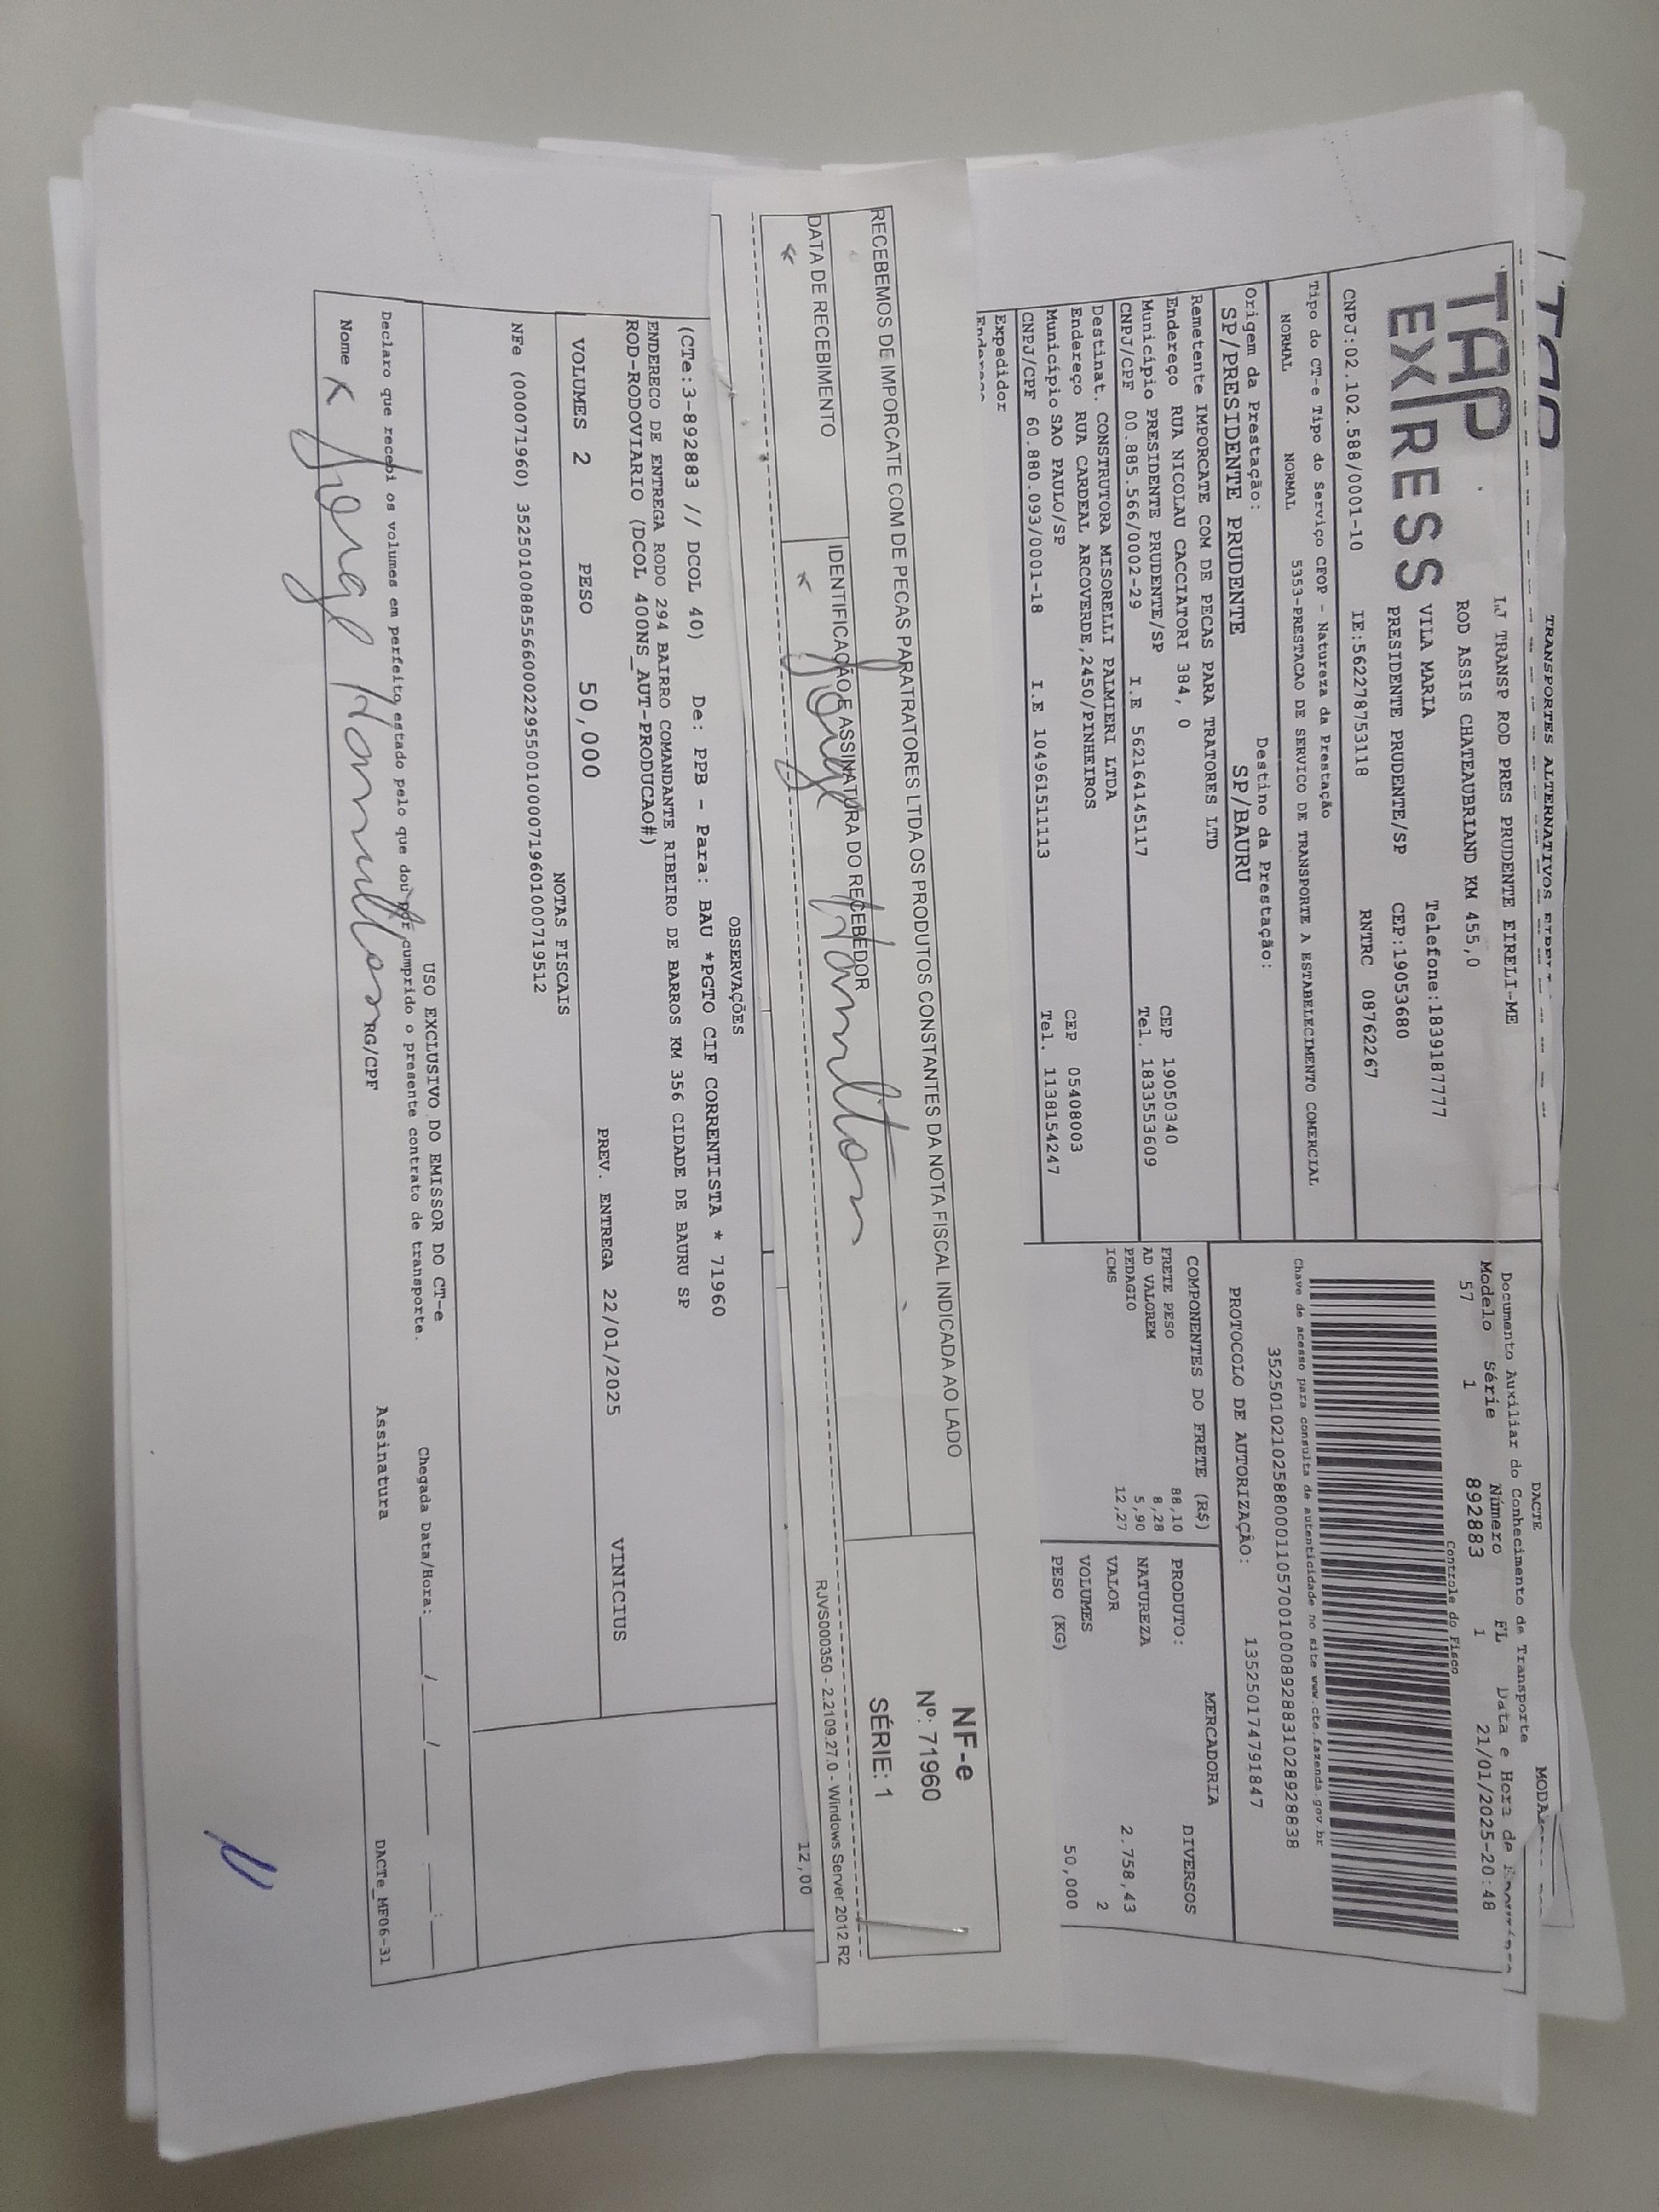 TRANSPORTES ALTERNATIVOS
TAP
EXPRESS
LJ TRANSP ROD PRES PRUDENTE EIRELI-ME
ROD ASSIS CHATEAUBRIAND KM 455,0
VILA MARIA Telefone:1839187777
PRESIDENTE PRUDENTE/SP CEP:19053680
CNPJ:02.102.588/0001-10 IE:562278753118 RNTRC 08762267
Tipo do CT-e Tipo do Serviço CFOP - Natureza da Prestação
NORMAL NORMAL 5353-PRESTACAO DE SERVICO DE TRANSPORTE A ESTABELECIMENTO COMERCIAL
Origem da Prestação: Destino da Prestação:
SP/PRESIDENTE PRUDENTE SP/BAURU
Remetente IMPORCATE COM DE PECAS PARA TRATORES LTD
Endereço RUA NICOLAU CACCIATORI 384, 0 CEP 19050340
Município PRESIDENTE PRUDENTE/SP Tel. 1833553609
CNPJ/CPF 00.885.566/0002-29 I.E 562164145117
Destinat. CONSTRUTORA MISORELLI PALMIERI LTDA
Endereço RUA CARDEAL ARCOVERDE,2450/PINHEIROS CEP 05408003
Município SAO PAULO/SP Tel. 1138154247
CNPJ/CPF 60.880.093/0001-18 I.E 104961511113
Expedidor
Endereço
DACTE
Documento Auxiliar do Conhecimento de Transporte
Modelo Série Número FL Data e Hora de
57 1 892883 1 21/01/2025-20:48
Controle do Fisco
Chave de acesso para consulta de autenticidade no site www.cte.fazenda.gov.br
35250102102588000110570010008928831028928838
PROTOCOLO DE AUTORIZAÇÃO: 135250174791847
COMPONENTES DO FRETE (R$)
FRETE PESO 88,10
AD VALOREM 8,28
PEDAGIO 5,90
ICMS 12,27
MERCADORIA
PRODUTO: DIVERSOS
NATUREZA
VALOR 2.758,43
VOLUMES 2
PESO (KG) 50,000
RECEBEMOS DE IMPORCATE COM DE PECAS PARA TRATORES LTDA OS PRODUTOS CONSTANTES DA NOTA FISCAL INDICADA AO LADO
DATA DE RECEBIMENTO IDENTIFICAÇÃO E ASSINATURA DO RECEBEDOR
Jorge Hamilton
NF-e
Nº: 71960
SÉRIE: 1
RJVS000350 - 2.2109.27.0 - Windows Server 2012 R2
12,00
OBSERVAÇÕES
(CTe:3-892883 // DCOL 40) De: PPB - Para: BAU *PGTO CIF CORRENTISTA * 71960
ENDERECO DE ENTREGA RODO 294 BAIRRO COMANDANTE RIBEIRO DE BARROS KM 356 CIDADE DE BAURU SP
ROD-RODOVIARIO (DCOL 400NS_AUT-PRODUCAO#)
VOLUMES 2 PESO 50,000 PREV. ENTREGA 22/01/2025 VINICIUS
NOTAS FISCAIS
NFe (000071960) 35250100885566000229550010000719601000719512
USO EXCLUSIVO DO EMISSOR DO CT-e
Declaro que recebi os volumes em perfeito estado pelo que dou por cumprido o presente contrato de transporte. Chegada Data/Hora:____/____/____ ___:___
Nome Jorge Hamilton RG/CPF Assinatura DACTe_MF06-31